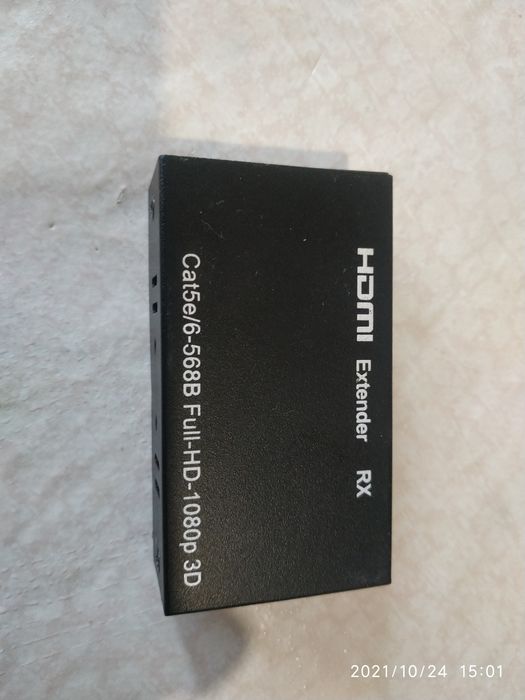 HDMI Extender RX
Cat5e/6-568B Full-HD-1080p 3D
2021/10/24 15:01